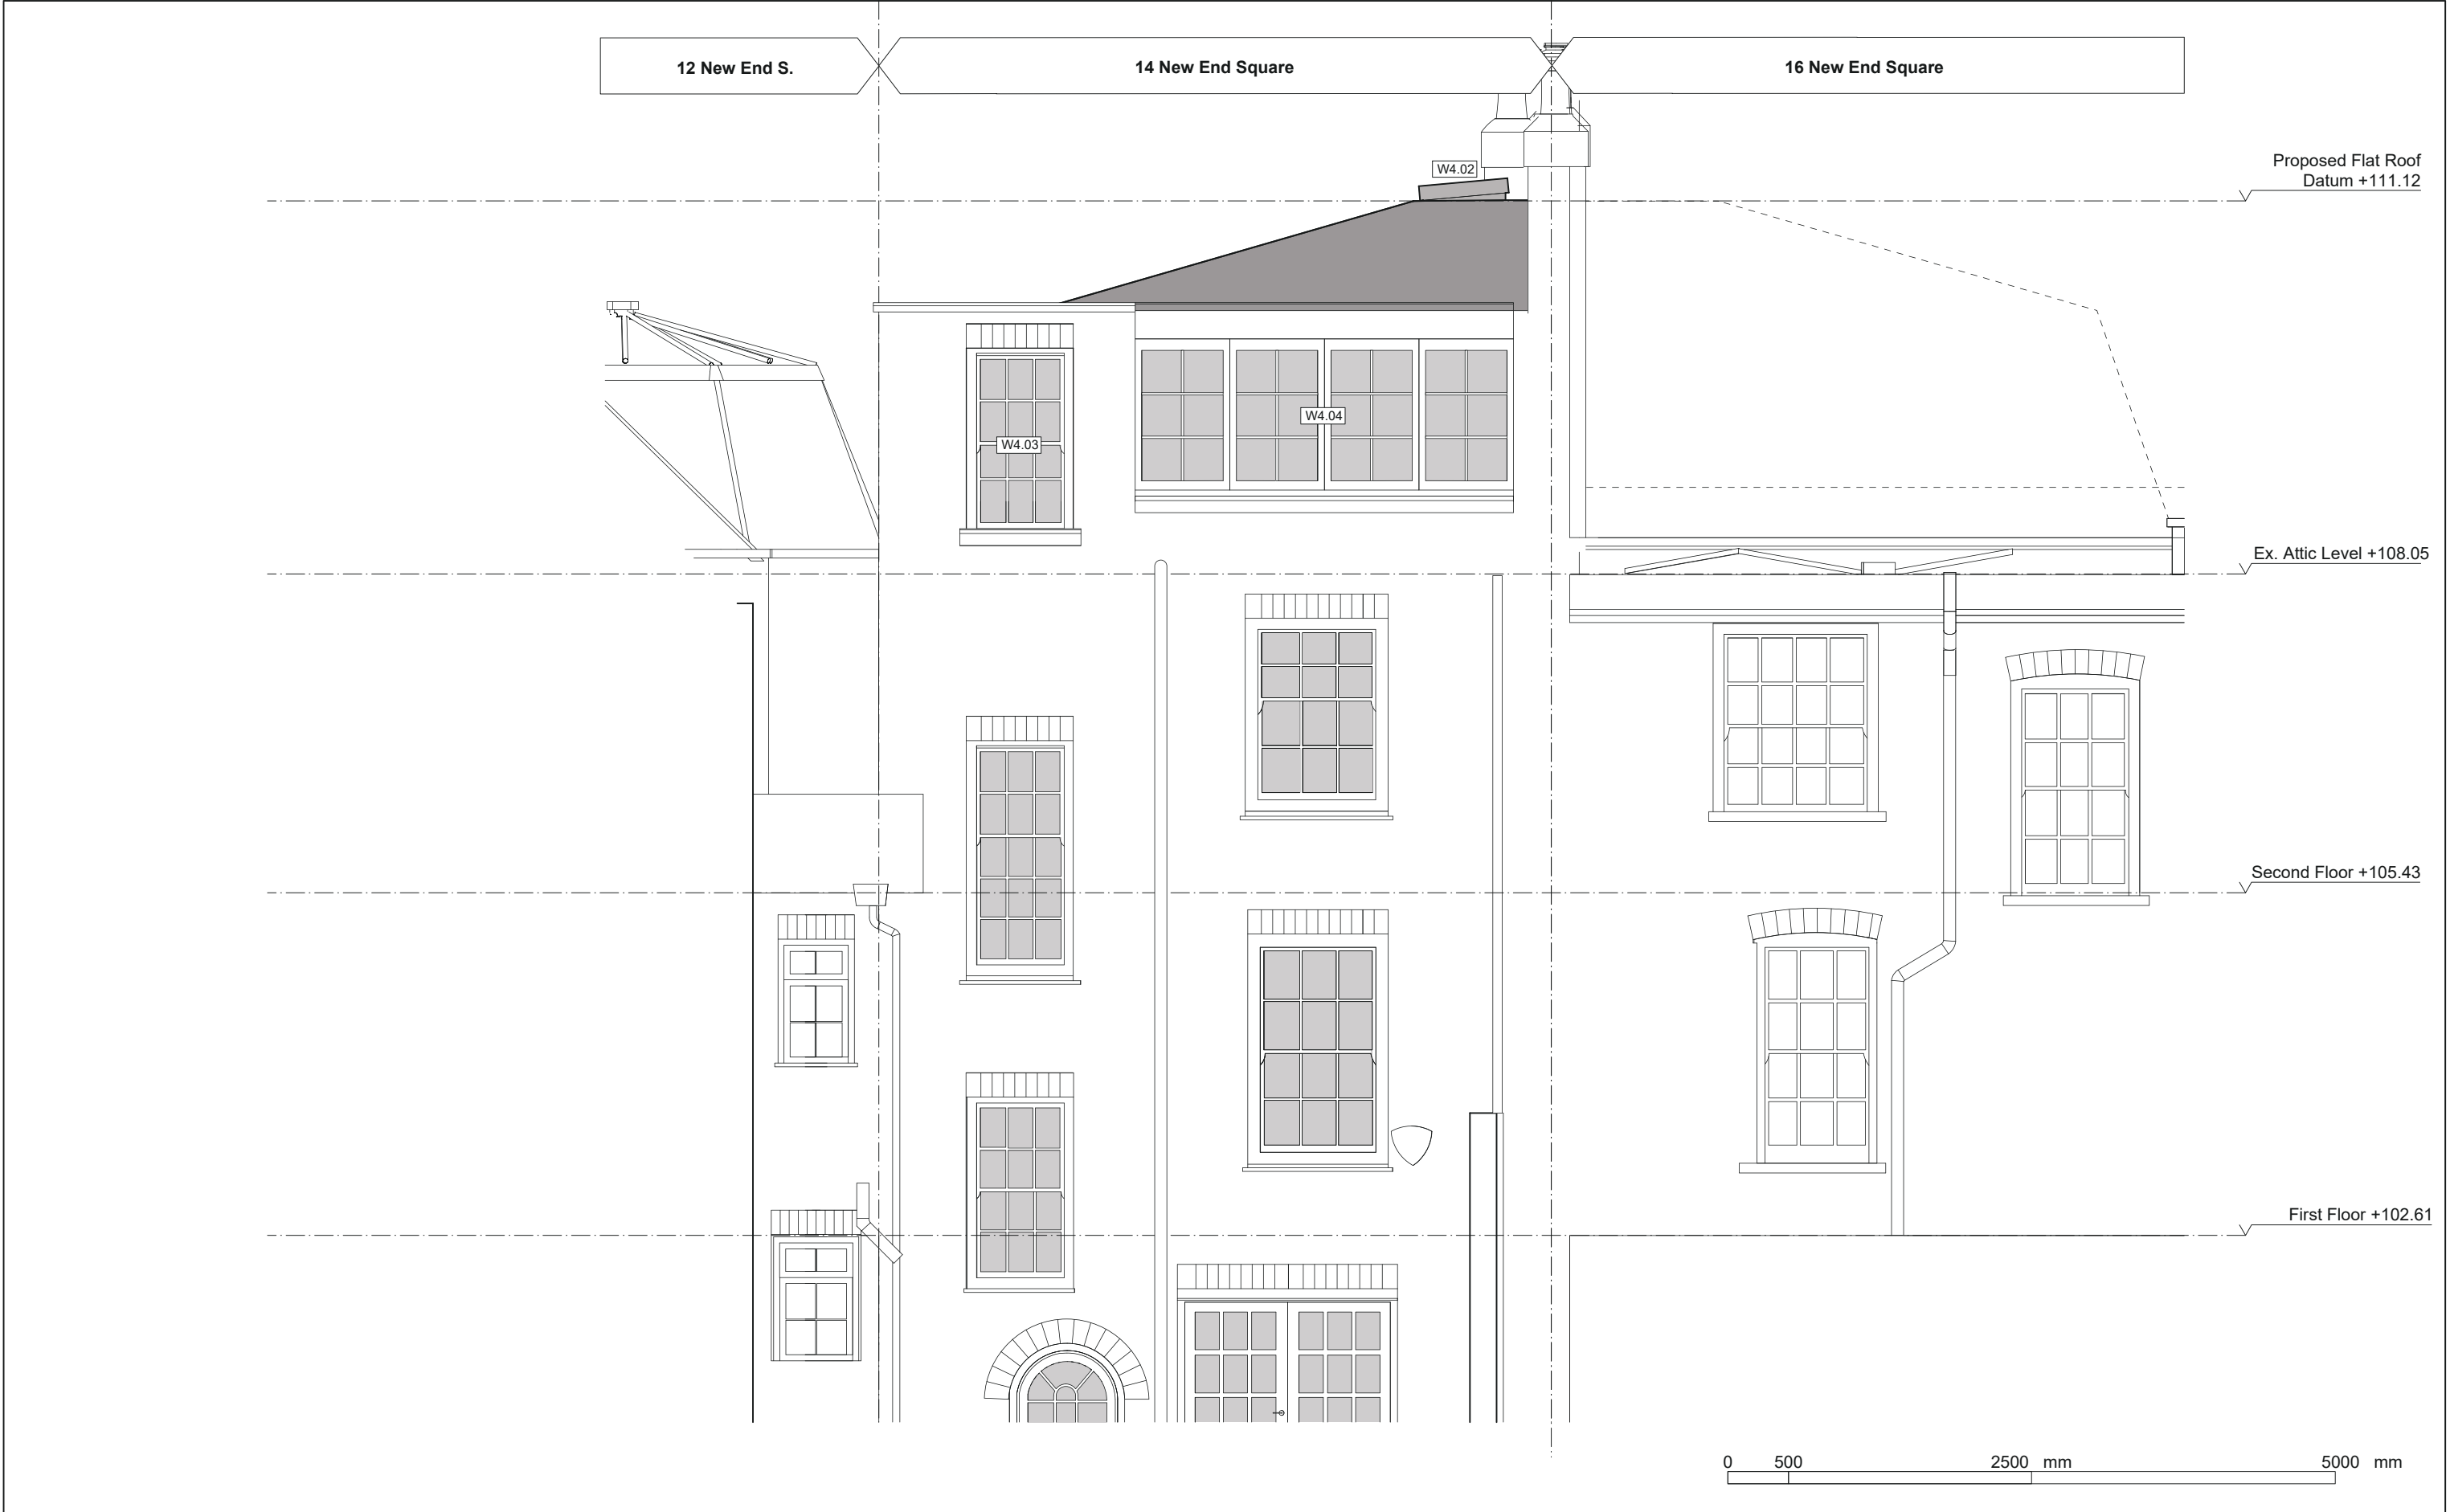 12 New End S.
14 New End Square
16 New End Square
W4.02
Proposed Flat Roof
Datum +111.12
W4.04
W4.03
Ex. Attic Level +108.05
Second Floor +105.43
First Floor +102.61
0 500 2500 mm 5000 mm